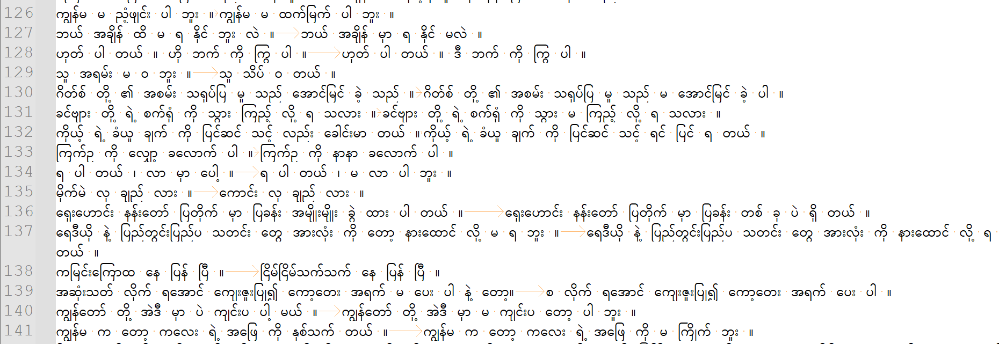 126 ကျွန်မ မ ညံ့ဖျင်း ပါ ဘူး ။ ကျွန်မ မ ထက်မြက် ပါ ဘူး ။
127 ဘယ် အချိန် ထိ မ ရ နိုင် ဘူး လဲ ။ ဘယ် အချိန် မှာ ရ နိုင် မလဲ ။
128 ဟုတ် ပါ တယ် ။ ဟို ဘက် ကို ကြွ ပါ ။ ဟုတ် ပါ တယ် ။ ဒီ ဘက် ကို ကြွ ပါ ။
129 သူ အရမ်း မ ဝ ဘူး ။ သူ သိပ် ဝ တယ် ။
130 ဂိတ်စ် တို့ ၏ အစမ်း သရုပ်ပြ မှု သည် အောင်မြင် ခဲ့ သည် ။ ဂိတ်စ် တို့ ၏ အစမ်း သရုပ်ပြ မှု သည် မ အောင်မြင် ခဲ့ ပါ ။
131 ခင်ဗျား တို့ ရဲ့ စက်ရုံ ကို သွား ကြည့် လို့ ရ သလား ။ ခင်ဗျား တို့ ရဲ့ စက်ရုံ ကို သွား မ ကြည့် လို့ ရ သလား ။
132 ကိုယ့် ရဲ့ ခံယူ ချက် ကို ပြင်ဆင် သင့် လည်း ခေါင်းမာ တယ် ။ ကိုယ့် ရဲ့ ခံယူ ချက် ကို ပြင်ဆင် သင့် ရင် ပြင် ရ တယ် ။
133 ကြက်ဥ ကို လျှော့ ခလောက် ပါ ။ ကြက်ဥ ကို နာနာ ခလောက် ပါ ။
134 ရ ပါ တယ် ၊ လာ မှာ ပေါ့ ။ ရ ပါ တယ် ၊ မ လာ ပါ ဘူး ။
135 မိုက်မဲ လှ ချည် လား ။ ကောင်း လှ ချည် လား ။
136 ရှေးဟောင်း နန်းတော် ပြတိုက် မှာ ပြခန်း အမျိုးမျိုး ခွဲ ထား ပါ တယ် ။ ရှေးဟောင်း နန်းတော် ပြတိုက် မှာ ပြခန်း တစ် ခု ပဲ ရှိ တယ် ။
137 ရေဒီယို နဲ့ ပြည်တွင်းပြည်ပ သတင်း တွေ အားလုံး ကို တော့ နားထောင် လို့ မ ရ ဘူး ။ ရေဒီယို နဲ့ ပြည်တွင်းပြည်ပ သတင်း တွေ အားလုံး ကို နားထောင် လို့ ရ
တယ် ။
138 ကမြင်းကြောထ နေ ပြန် ပြီ ။ ငြိမ်ငြိမ်သက်သက် နေ ပြန် ပြီ ။
139 အဆုံးသတ် လိုက် ရအောင် ကျေးဇူးပြု၍ ကော့တေး အရက် မ ပေး ပါ နဲ့ တော့။ စ လိုက် ရအောင် ကျေးဇူးပြု၍ ကော့တေး အရက် ပေး ပါ ။
140 ကျွန်တော် တို့ အဲဒီ မှာ ပဲ ကျင်းပ ပါ့ မယ် ။ ကျွန်တော် တို့ အဲဒီ မှာ မ ကျင်းပ တော့ ပါ ဘူး ။
141 ကျွန်မ က တော့ ကလေး ရဲ့ အဖြေ ကို နှစ်သက် တယ် ။ ကျွန်မ က တော့ ကလေး ရဲ့ အဖြေ ကို မ ကြိုက် ဘူး ။